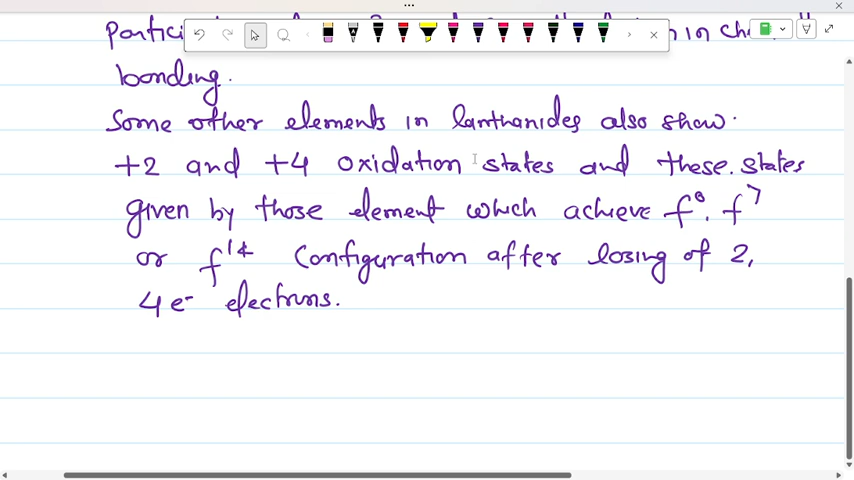 bonding.
Some other elements in lanthanides also show.
+2 and +4 oxidation states and these. states
given by those element which achieve f⁰, f⁷
or f¹⁴ Configuration after losing of 2,
4e⁻ electrons.